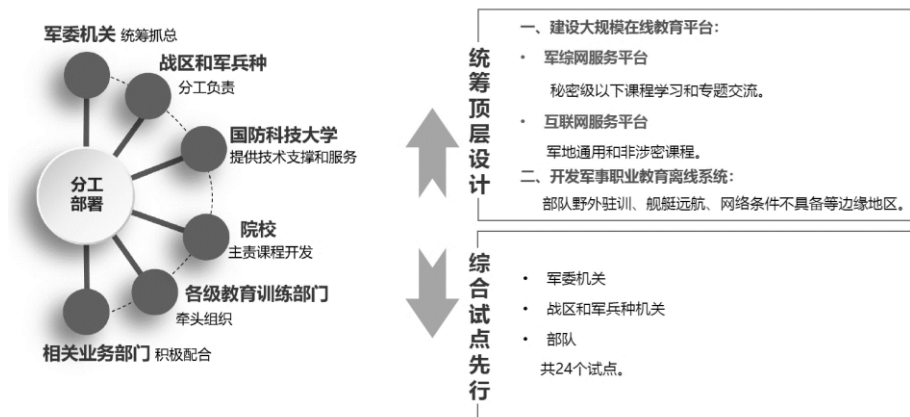 军委机关 统筹抓总
战区和军兵种
分工负责
国防科技大学
提供技术支撑和服务
分工
部署
院校
主责课程开发
各级教育训练部门
牵头组织
相关业务部门 积极配合
统筹顶层设计
一、建设大规模在线教育平台：
• 军综网服务平台
秘密级以下课程学习和专题交流。
• 互联网服务平台
军地通用和非涉密课程。
二、开发军事职业教育离线系统：
部队野外驻训、舰艇远航、网络条件不具备等边缘地区。
综合试点先行
• 军委机关
• 战区和军兵种机关
• 部队
共24个试点。